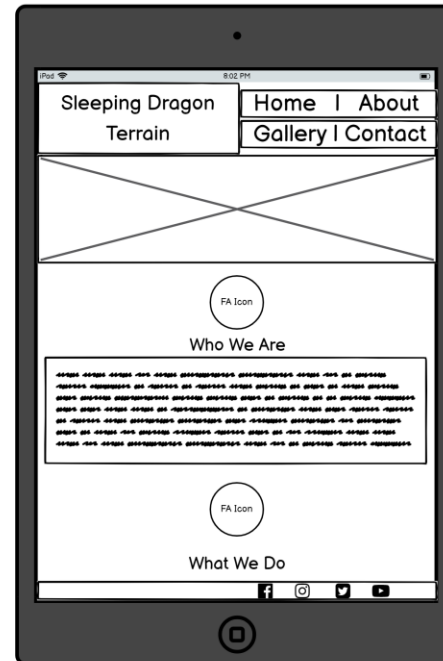 iPod
8:02 PM
Sleeping Dragon
Terrain
Home | About
Gallery | Contact
FA Icon
Who We Are
FA Icon
What We Do